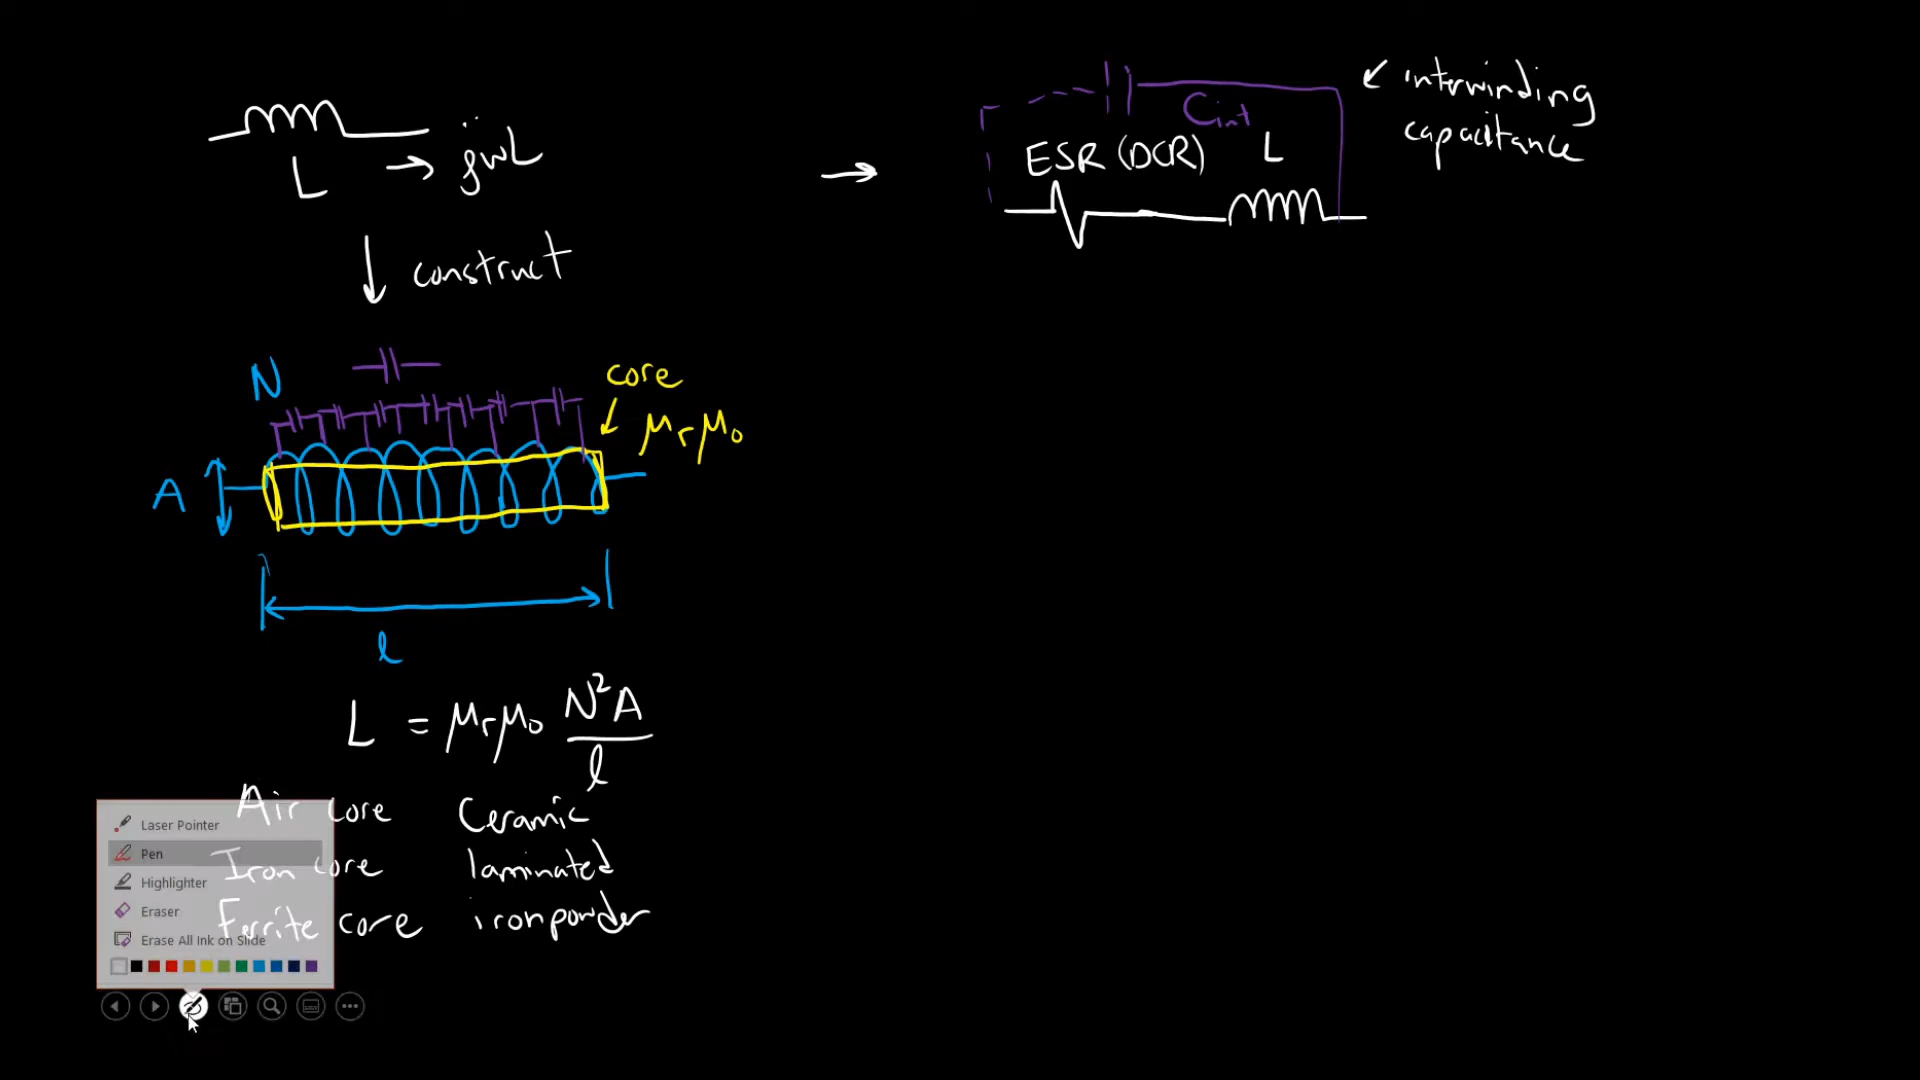 L → jωL
construct
N
core
μrμ0
A
l
L = μrμ0 N²A / l
Air core Ceramic
Iron core laminated
Ferrite core iron powder
→
Cint
ESR (DCR) L
interwinding
capacitance
Laser Pointer
Pen
Highlighter
Eraser
Erase All Ink on Slide